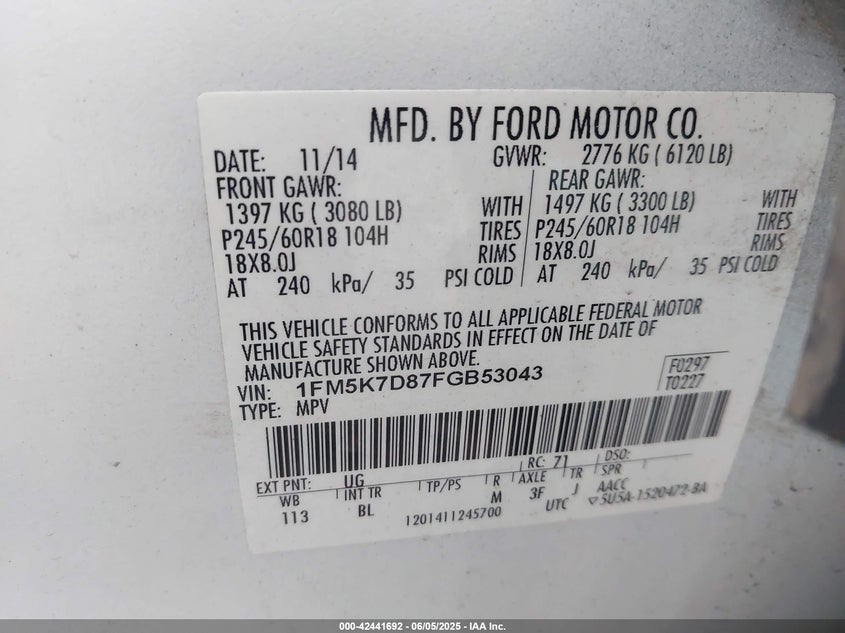 MFD. BY FORD MOTOR CO.
DATE: 11/14 GVWR: 2776 KG ( 6120 LB)
FRONT GAWR: REAR GAWR:
1397 KG ( 3080 LB) WITH 1497 KG ( 3300 LB) WITH
P245/60R18 104H TIRES P245/60R18 104H TIRES
18X8.0J RIMS 18X8.0J RIMS
AT 240 kPa/ 35 PSI COLD AT 240 kPa/ 35 PSI COLD
THIS VEHICLE CONFORMS TO ALL APPLICABLE FEDERAL MOTOR
VEHICLE SAFETY STANDARDS IN EFFECT ON THE DATE OF
MANUFACTURE SHOWN ABOVE.
VIN: 1FM5K7D87FGB53043 F0297
TYPE: MPV T0227
EXT PNT: UG RC: 71 DSO:
WB INT TR TP/PS R AXLE TR SPR
113 BL M 3F J AACC
1201411245700 UTC ▽5U5A-1520472-BA
000-42441692 - 06/05/2025 - IAA Inc.